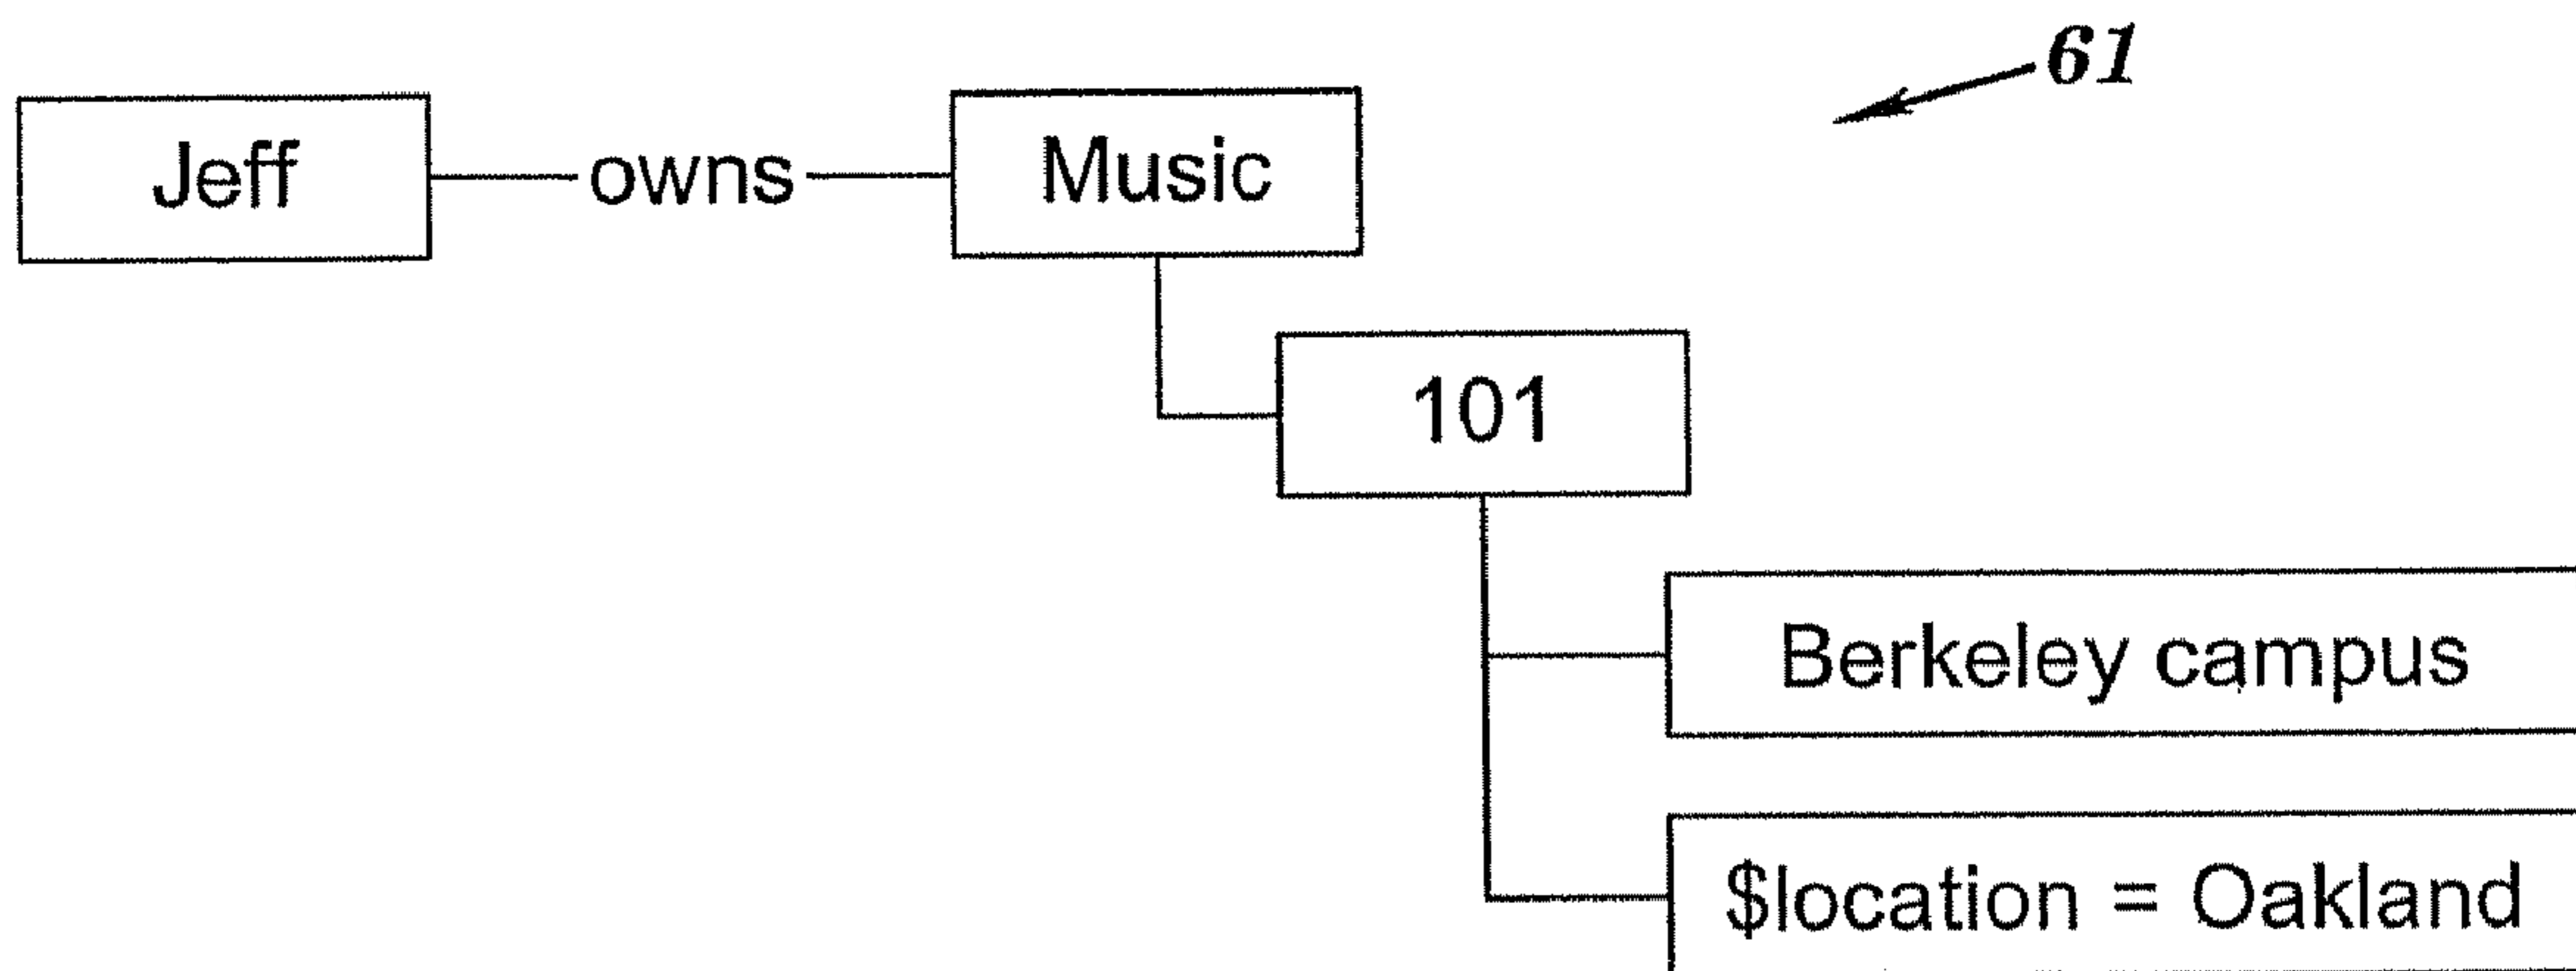 61
Jeff owns Music
101
Berkeley campus
$location = Oakland